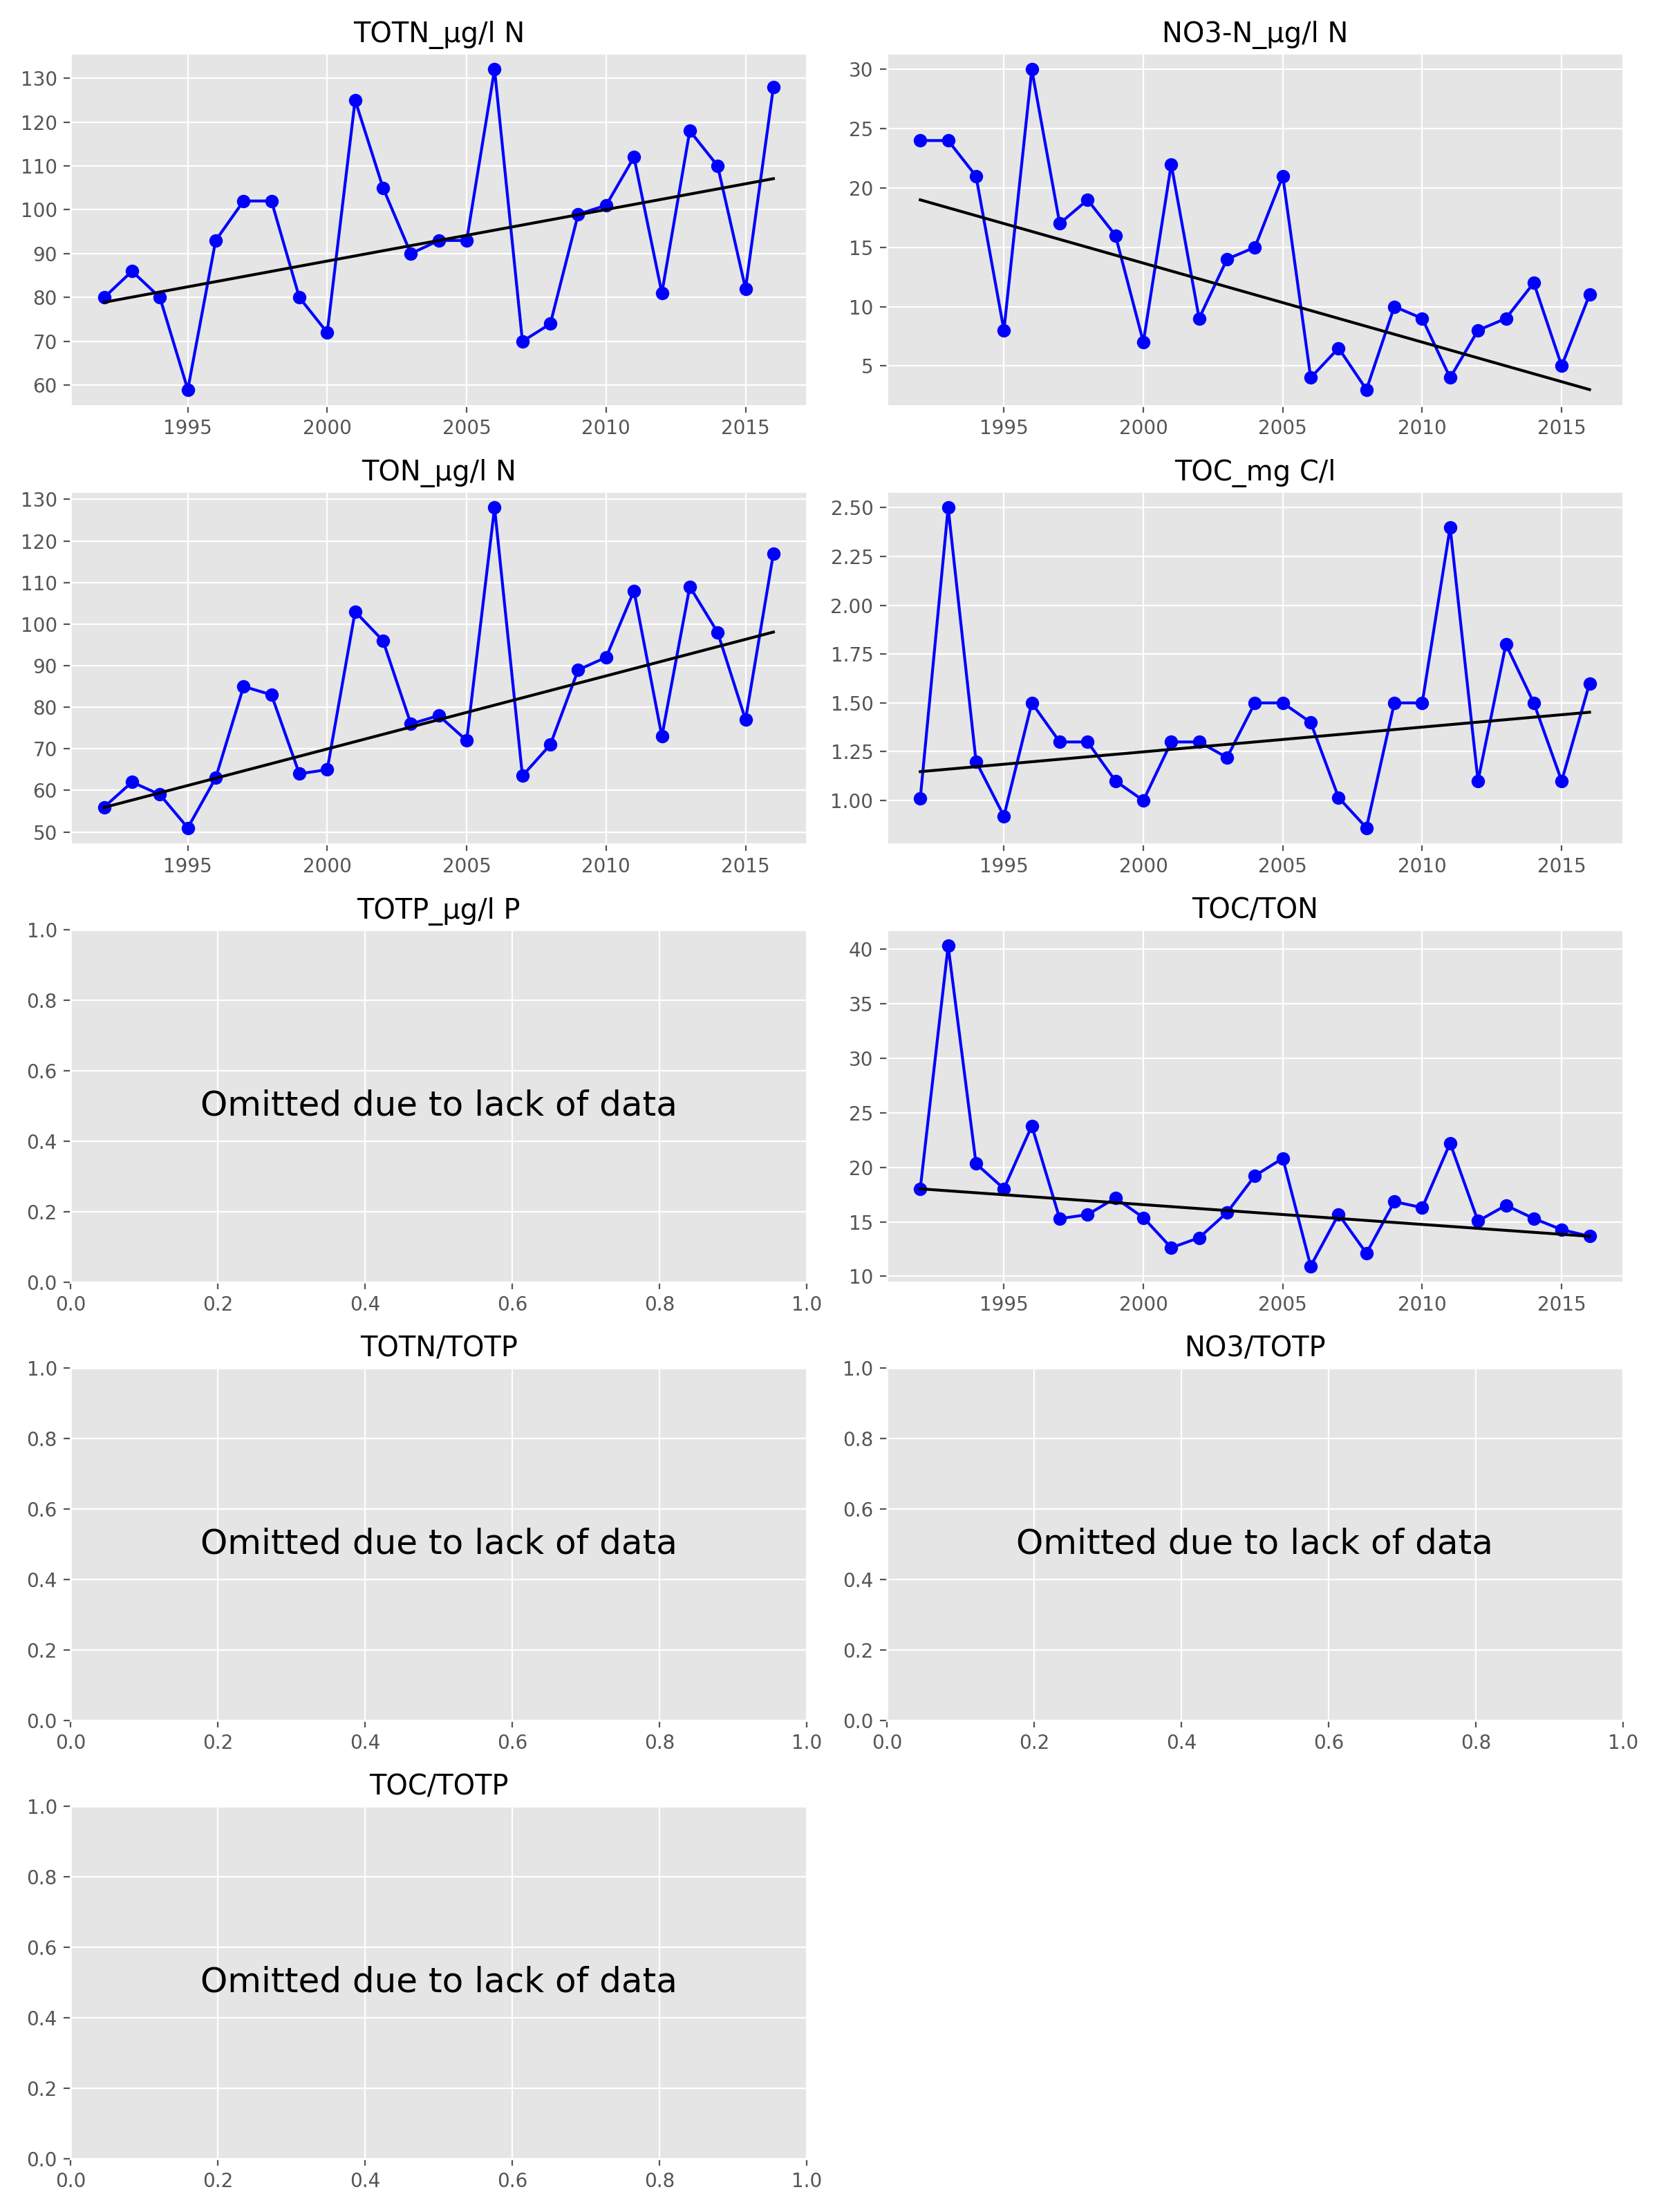 TOTN_µg/l N
130
120
110
100
90
80
70
60
1995 2000 2005 2010 2015
NO3-N_µg/l N
30
25
20
15
10
5
1995 2000 2005 2010 2015
TON_µg/l N
130
120
110
100
90
80
70
60
50
1995 2000 2005 2010 2015
TOC_mg C/l
2.50
2.25
2.00
1.75
1.50
1.25
1.00
1995 2000 2005 2010 2015
TOTP_µg/l P
1.0
0.8
0.6
Omitted due to lack of data
0.4
0.2
0.0
0.0 0.2 0.4 0.6 0.8 1.0
TOC/TON
40
35
30
25
20
15
10
1995 2000 2005 2010 2015
TOTN/TOTP
1.0
0.8
0.6
Omitted due to lack of data
0.4
0.2
0.0
0.0 0.2 0.4 0.6 0.8 1.0
NO3/TOTP
1.0
0.8
0.6
Omitted due to lack of data
0.4
0.2
0.0
0.0 0.2 0.4 0.6 0.8 1.0
TOC/TOTP
1.0
0.8
0.6
Omitted due to lack of data
0.4
0.2
0.0
0.0 0.2 0.4 0.6 0.8 1.0